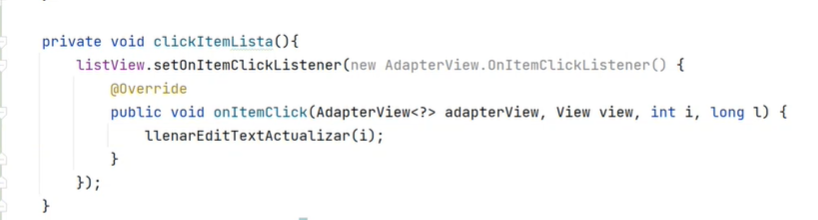 private void clickItemLista(){
listView.setOnItemClickListener(new AdapterView.OnItemClickListener() {
@Override
public void onItemClick(AdapterView<?> adapterView, View view, int i, long l) {
llenarEditTextActualizar(i);
}
});
}